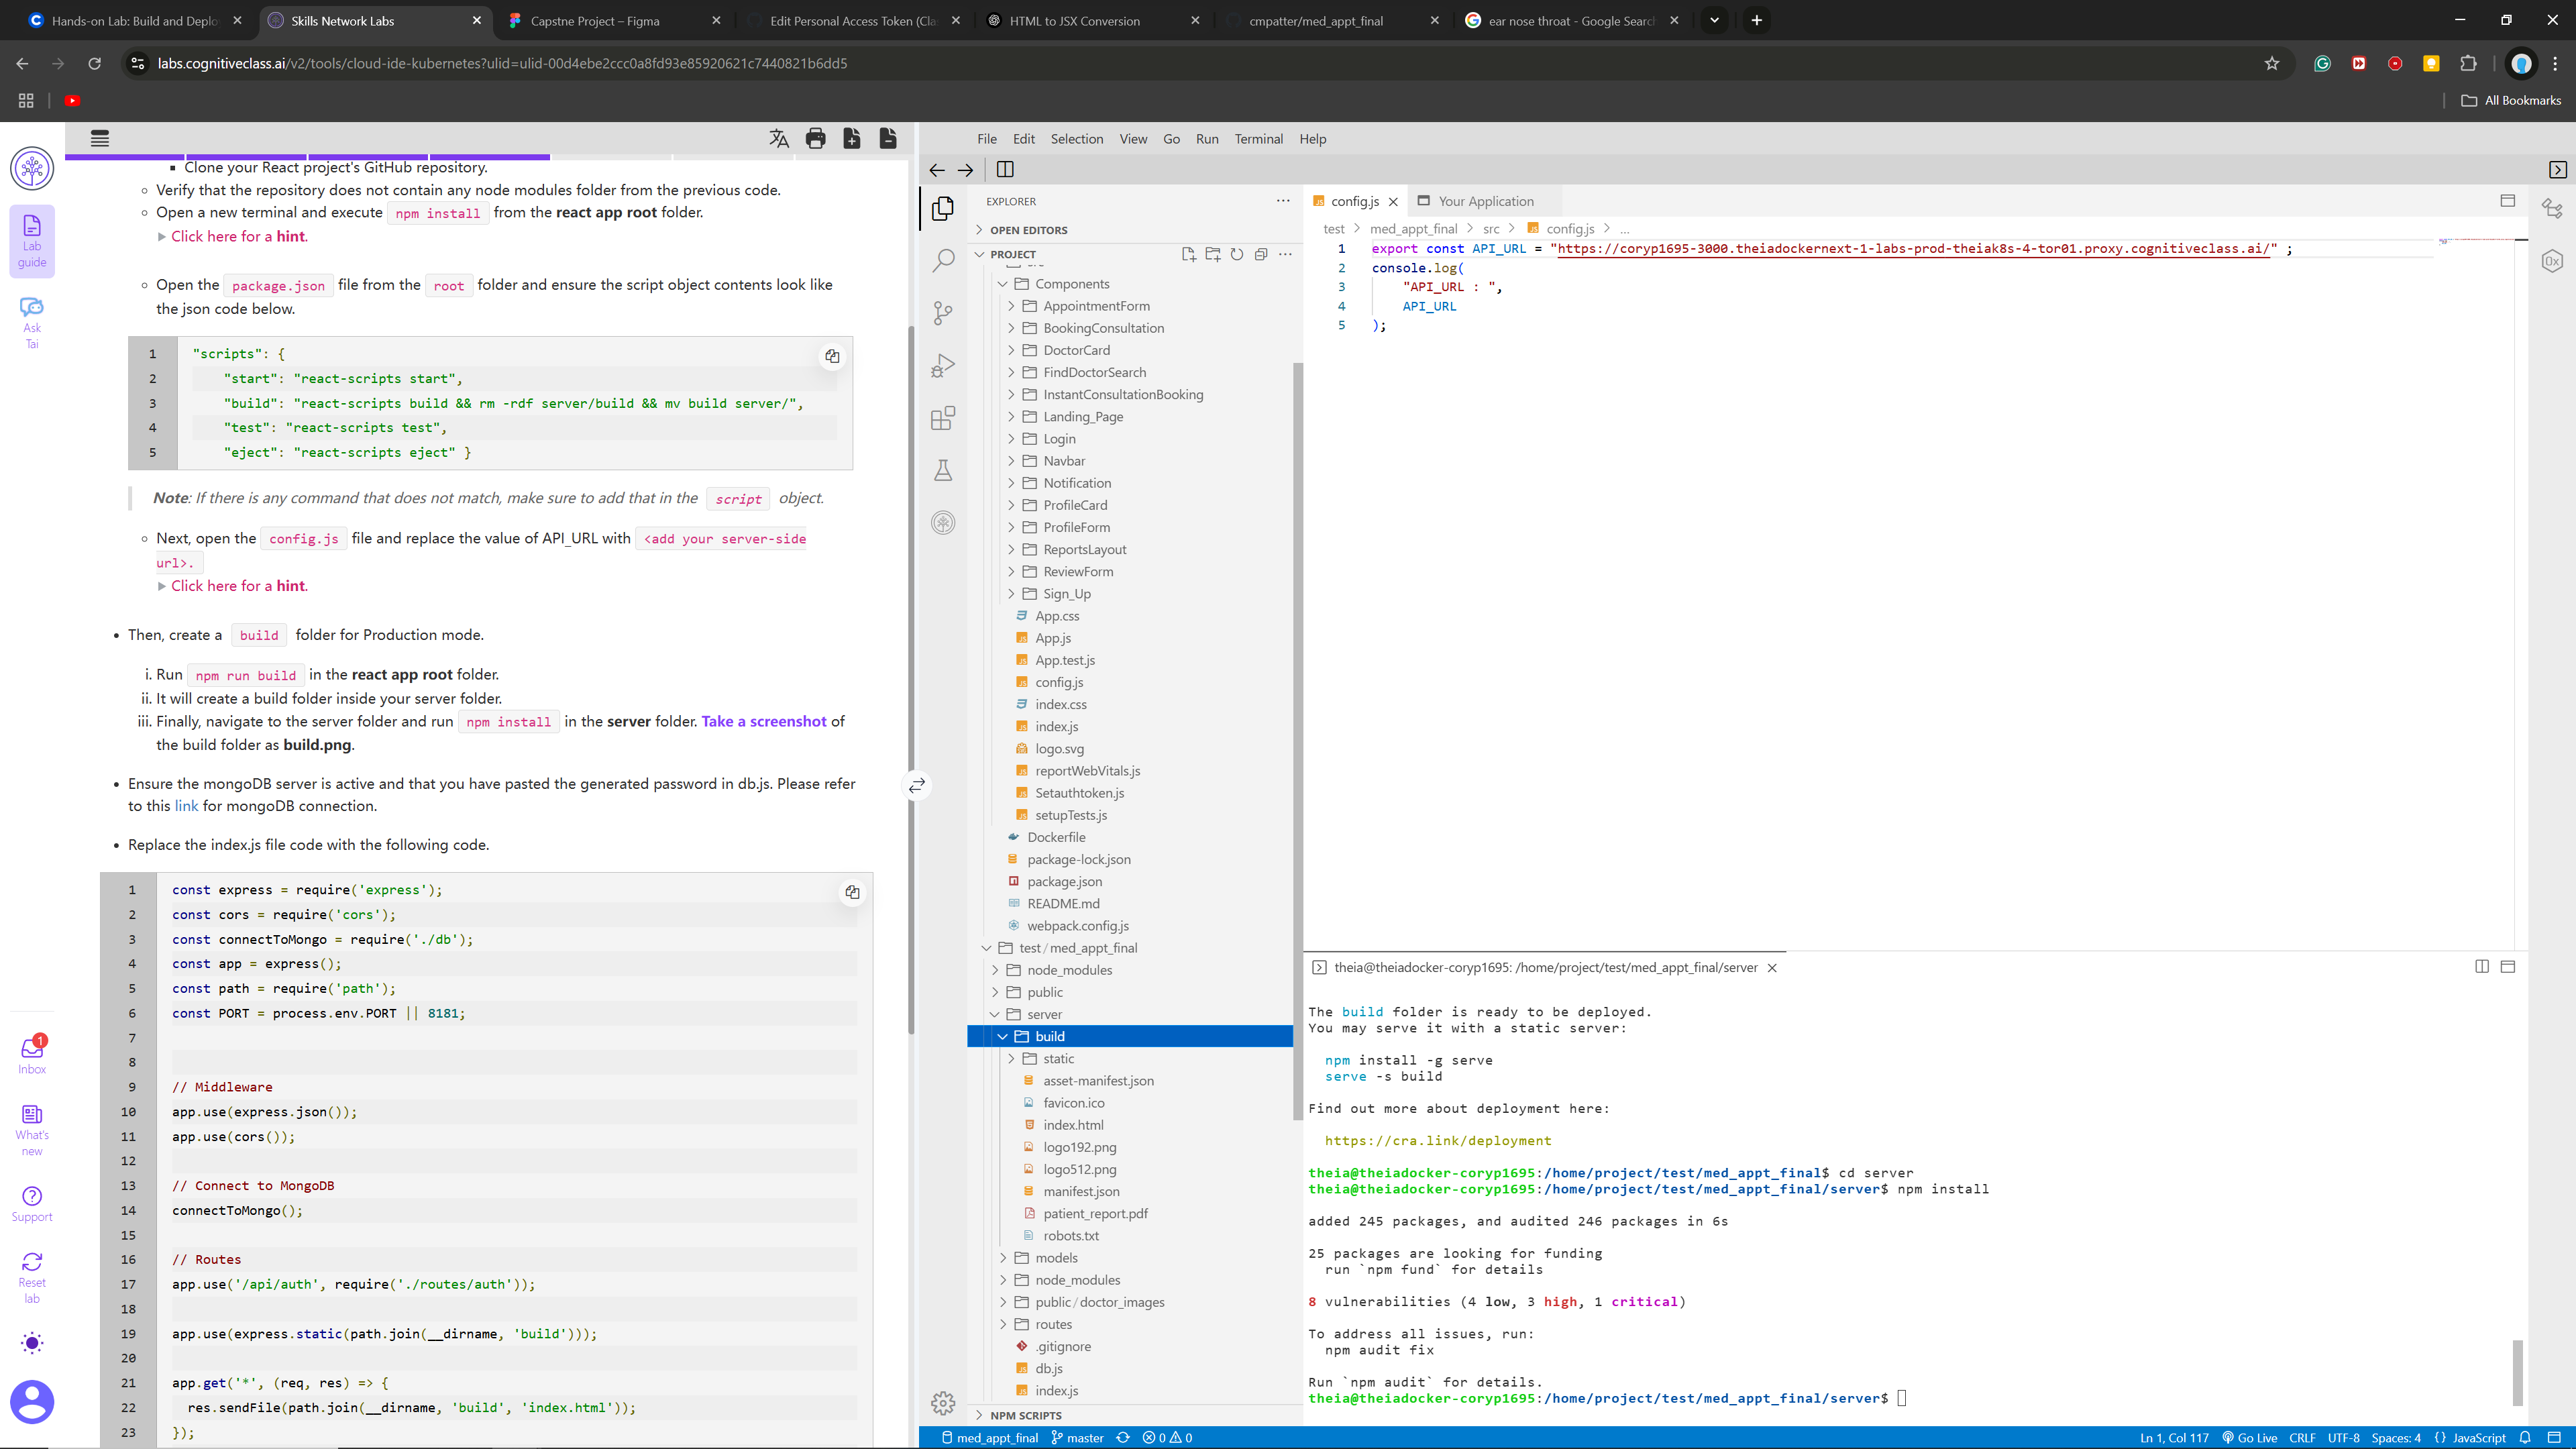 Hands-on Lab: Build and Deplo
Skills Network Labs
Capstne Project – Figma
Edit Personal Access Token (Cla
HTML to JSX Conversion
cmpatter/med_appt_final
ear nose throat - Google Search
labs.cognitiveclass.ai/v2/tools/cloud-ide-kubernetes?ulid=ulid-00d4ebe2ccc0a8fd93e85920621c7440821b6dd5
All Bookmarks
Lab
guide
Ask
Tai
Inbox
1
What's
new
Support
Reset
lab
Clone your React project's GitHub repository.
Verify that the repository does not contain any node modules folder from the previous code.
Open a new terminal and execute npm install from the react app root folder.
Click here for a hint.
Open the package.json file from the root folder and ensure the script object contents look like
the json code below.
1 "scripts": {
2 "start": "react-scripts start",
3 "build": "react-scripts build && rm -rdf server/build && mv build server/",
4 "test": "react-scripts test",
5 "eject": "react-scripts eject" }
Note: If there is any command that does not match, make sure to add that in the script object.
Next, open the config.js file and replace the value of API_URL with <add your server-side
url>.
Click here for a hint.
Then, create a build folder for Production mode.
i. Run npm run build in the react app root folder.
ii. It will create a build folder inside your server folder.
iii. Finally, navigate to the server folder and run npm install in the server folder. Take a screenshot of
the build folder as build.png.
Ensure the mongoDB server is active and that you have pasted the generated password in db.js. Please refer
to this link for mongoDB connection.
Replace the index.js file code with the following code.
1 const express = require('express');
2 const cors = require('cors');
3 const connectToMongo = require('./db');
4 const app = express();
5 const path = require('path');
6 const PORT = process.env.PORT || 8181;
7
8
9 // Middleware
10 app.use(express.json());
11 app.use(cors());
12
13 // Connect to MongoDB
14 connectToMongo();
15
16 // Routes
17 app.use('/api/auth', require('./routes/auth'));
18
19 app.use(express.static(path.join(__dirname, 'build')));
20
21 app.get('*', (req, res) => {
22 res.sendFile(path.join(__dirname, 'build', 'index.html'));
23 });
File Edit Selection View Go Run Terminal Help
EXPLORER
OPEN EDITORS
PROJECT
Components
AppointmentForm
BookingConsultation
DoctorCard
FindDoctorSearch
InstantConsultationBooking
Landing_Page
Login
Navbar
Notification
ProfileCard
ProfileForm
ReportsLayout
ReviewForm
Sign_Up
App.css
App.js
App.test.js
config.js
index.css
index.js
logo.svg
reportWebVitals.js
Setauthtoken.js
setupTests.js
Dockerfile
package-lock.json
package.json
README.md
webpack.config.js
test/med_appt_final
node_modules
public
server
build
static
asset-manifest.json
favicon.ico
index.html
logo192.png
logo512.png
manifest.json
patient_report.pdf
robots.txt
models
node_modules
public/doctor_images
routes
.gitignore
db.js
index.js
NPM SCRIPTS
config.js
Your Application
test > med_appt_final > src > config.js > ...
1 export const API_URL = "https://coryp1695-3000.theiadockernext-1-labs-prod-theiak8s-4-tor01.proxy.cognitiveclass.ai/" ;
2 console.log(
3 "API_URL : ",
4 API_URL
5 );
theia@theiadocker-coryp1695: /home/project/test/med_appt_final/server
The build folder is ready to be deployed.
You may serve it with a static server:
npm install -g serve
serve -s build
Find out more about deployment here:
https://cra.link/deployment
theia@theiadocker-coryp1695:/home/project/test/med_appt_final$ cd server
theia@theiadocker-coryp1695:/home/project/test/med_appt_final/server$ npm install
added 245 packages, and audited 246 packages in 6s
25 packages are looking for funding
run `npm fund` for details
8 vulnerabilities (4 low, 3 high, 1 critical)
To address all issues, run:
npm audit fix
Run `npm audit` for details.
theia@theiadocker-coryp1695:/home/project/test/med_appt_final/server$
med_appt_final master 0 0 Ln 1, Col 117 Go Live CRLF UTF-8 Spaces: 4 {} JavaScript